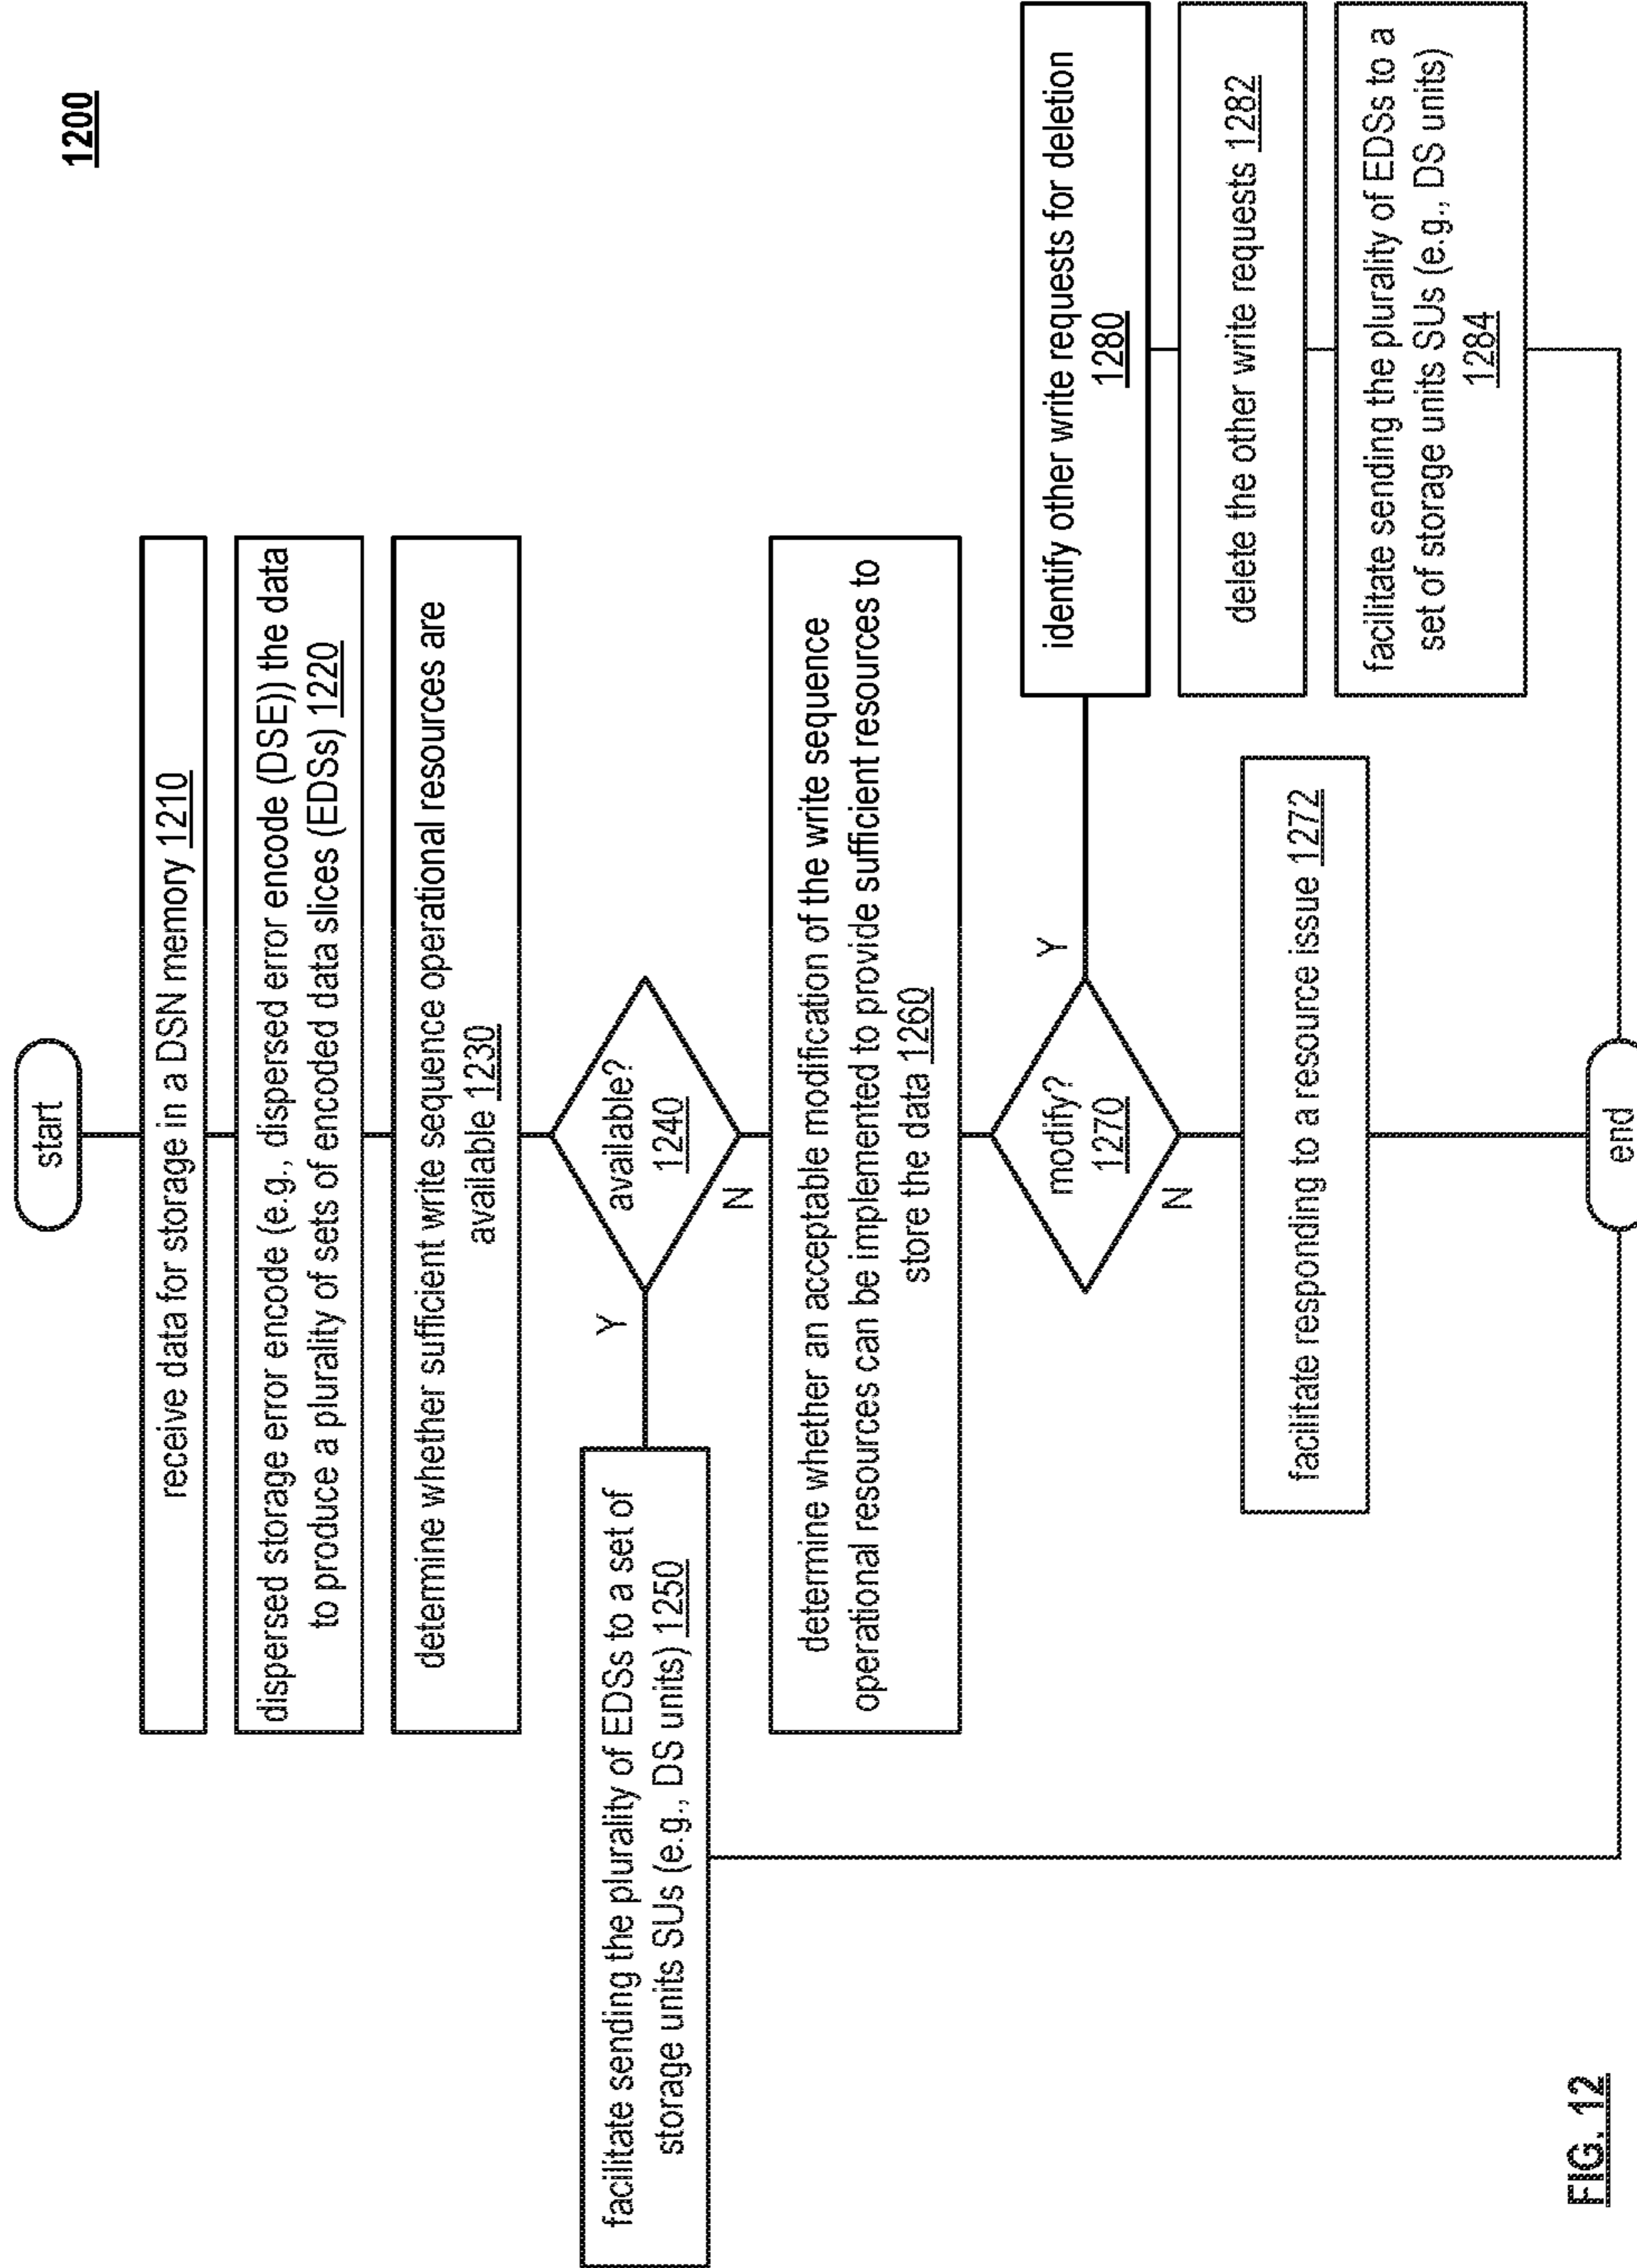 1200
start
receive data for storage in a DSN memory 1210
dispersed storage error encode (e.g., dispersed error encode (DSE)) the data
to produce a plurality of sets of encoded data slices (EDSs) 1220
determine whether sufficient write sequence operational resources are
available 1230
available?
1240
Y
N
facilitate sending the plurality of EDSs to a set of
storage units SUs (e.g., DS units) 1250
determine whether an acceptable modification of the write sequence
operational resources can be implemented to provide sufficient resources to
store the data 1260
modify?
1270
Y
N
identify other write requests for deletion
1280
delete the other write requests 1282
facilitate sending the plurality of EDSs to a
set of storage units SUs (e.g., DS units)
1284
facilitate responding to a resource issue 1272
end
FIG. 12